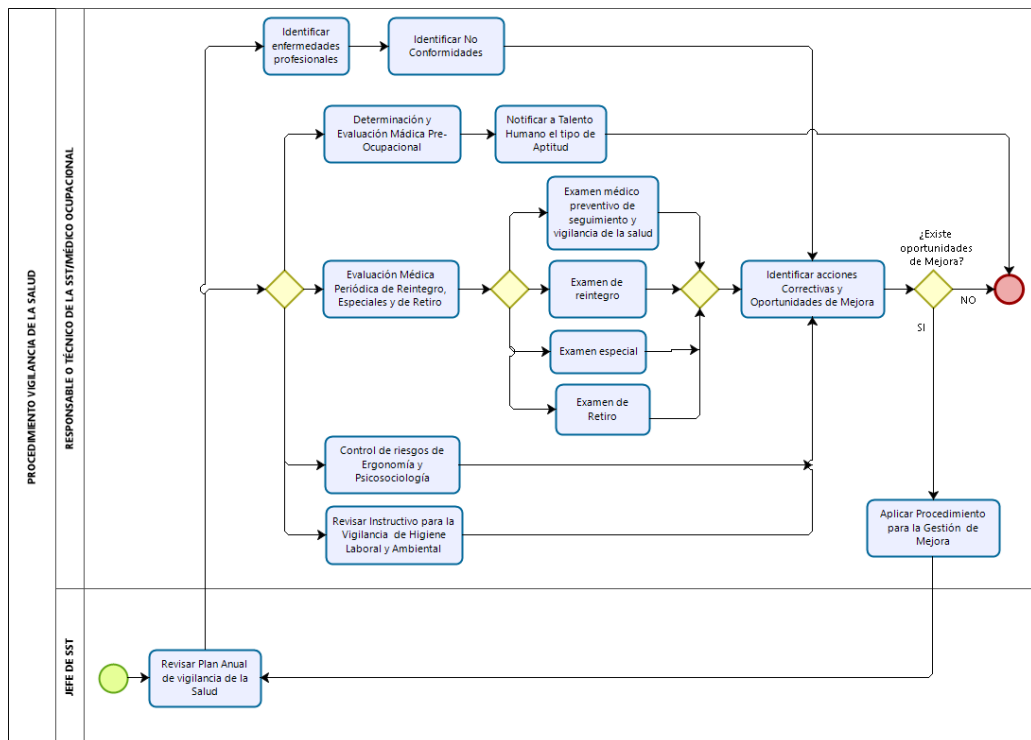 PROCEDIMIENTO VIGILANCIA DE LA SALUD
RESPONSABLE O TÉCNICO DE LA SST/MÉDICO OCUPACIONAL
Identificar
enfermedades
profesionales
Identificar No
Conformidades
Determinación y
Evaluación Mádica Pre-
Ocupacional
Notificar a Talento
Humano el tipo de
Aptitud
Examen médico
preventivo de
seguimiento y
vigilancia de la salud
¿Existe
oportunidades
de Mejora?
Evaluación Médica
Periódica de Reintegro,
Especiales y de Retiro
Examen de
reintegro
Identificar acciones
Correctivas y
Oportunidades de Mejora
NO
SI
Examen especial
Examen de
Retiro
Control de riesgos de
Ergonomía y
Psicosociología
Revisar Instructivo para la
Vigilancia de Higiene
Laboral y Ambiental
Aplicar Procedimiento
para la Gestión de
Mejora
JEFE DE SST
Revisar Plan Anual
de vigilancia de la
Salud